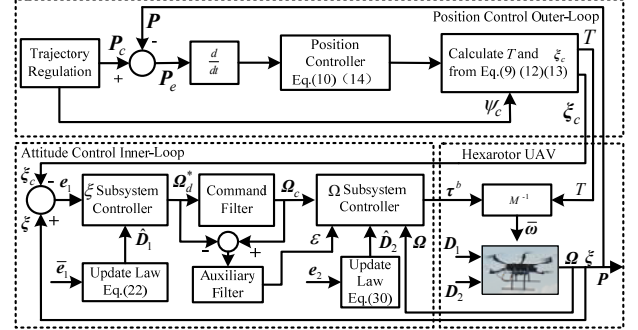 P
Position Control Outer-Loop
Trajectory
Regulation
P_c
-
+
P_e
d
dt
Position
Controller
Eq.(10)（14）
Calculate T and ξ_c
from Eq.(9) (12)(13)
T
ψ_c
ξ_c
Attitude Control Inner-Loop
Hexarotor UAV
ξ_c
-
e_1
ξ
+
ξ Subsystem
Controller
Ω*_d
Command
Filter
Ω_c
Ω Subsystem
Controller
τ^b
M^{-1}
T
D̂_1
-
+
ε
D̂_2
Ω
ω̄
D_1
D_2
ē_1
Update Law
Eq.(22)
Auxiliary
Filter
e_2
Update
Law
Eq.(30)
Ω
ξ
P